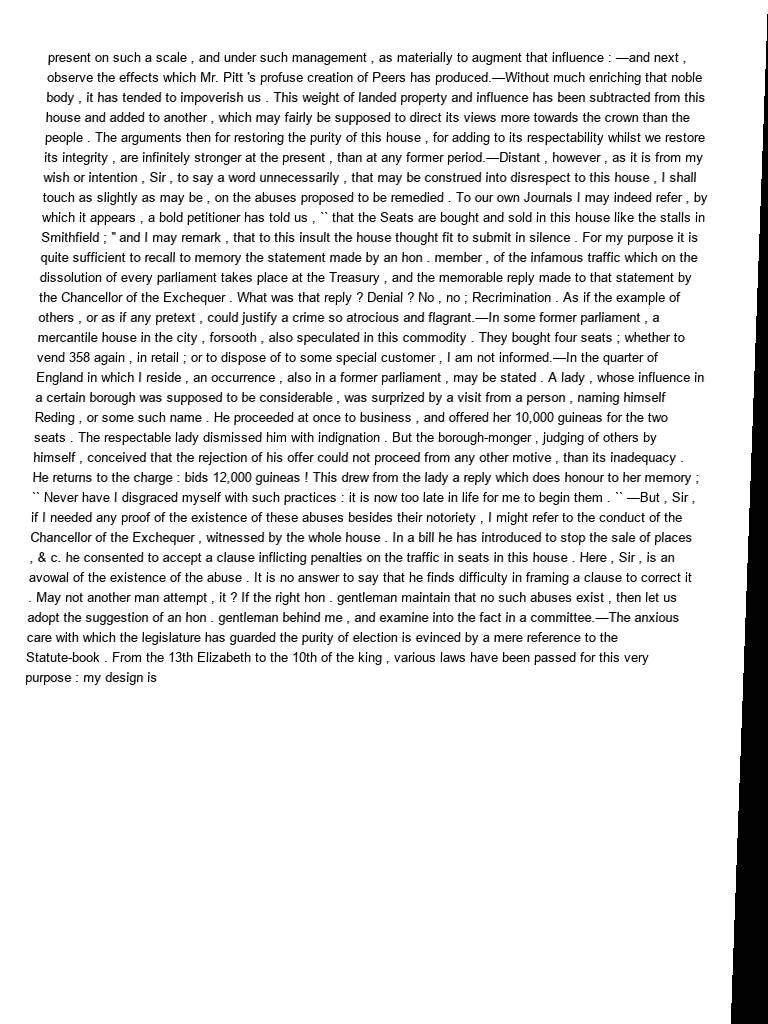 present on such a scale , and under such management , as materially to augment that influence : —and next ,
observe the effects which Mr. Pitt 's profuse creation of Peers has produced.—Without much enriching that noble
body , it has tended to impoverish us . This weight of landed property and influence has been subtracted from this
house and added to another , which may fairly be supposed to direct its views more towards the crown than the
people . The arguments then for restoring the purity of this house , for adding to its respectability whilst we restore
its integrity , are infinitely stronger at the present , than at any former period.—Distant , however , as it is from my
wish or intention , Sir , to say a word unnecessarily , that may be construed into disrespect to this house , I shall
touch as slightly as may be , on the abuses proposed to be remedied . To our own Journals I may indeed refer , by
which it appears , a bold petitioner has told us , `` that the Seats are bought and sold in this house like the stalls in
Smithfield ; " and I may remark , that to this insult the house thought fit to submit in silence . For my purpose it is
quite sufficient to recall to memory the statement made by an hon . member , of the infamous traffic which on the
dissolution of every parliament takes place at the Treasury , and the memorable reply made to that statement by
the Chancellor of the Exchequer . What was that reply ? Denial ? No , no ; Recrimination . As if the example of
others , or as if any pretext , could justify a crime so atrocious and flagrant.—In some former parliament , a
mercantile house in the city , forsooth , also speculated in this commodity . They bought four seats ; whether to
vend 358 again , in retail ; or to dispose of to some special customer , I am not informed.—In the quarter of
England in which I reside , an occurrence , also in a former parliament , may be stated . A lady , whose influence in
a certain borough was supposed to be considerable , was surprized by a visit from a person , naming himself
Reding , or some such name . He proceeded at once to business , and offered her 10,000 guineas for the two
seats . The respectable lady dismissed him with indignation . But the borough-monger , judging of others by
himself , conceived that the rejection of his offer could not proceed from any other motive , than its inadequacy .
He returns to the charge : bids 12,000 guineas ! This drew from the lady a reply which does honour to her memory ;
`` Never have I disgraced myself with such practices : it is now too late in life for me to begin them . `` —But , Sir ,
if I needed any proof of the existence of these abuses besides their notoriety , I might refer to the conduct of the
Chancellor of the Exchequer , witnessed by the whole house . In a bill he has introduced to stop the sale of places
, & c. he consented to accept a clause inflicting penalties on the traffic in seats in this house . Here , Sir , is an
avowal of the existence of the abuse . It is no answer to say that he finds difficulty in framing a clause to correct it
. May not another man attempt , it ? If the right hon . gentleman maintain that no such abuses exist , then let us
adopt the suggestion of an hon . gentleman behind me , and examine into the fact in a committee.—The anxious
care with which the legislature has guarded the purity of election is evinced by a mere reference to the
Statute-book . From the 13th Elizabeth to the 10th of the king , various laws have been passed for this very
purpose : my design is